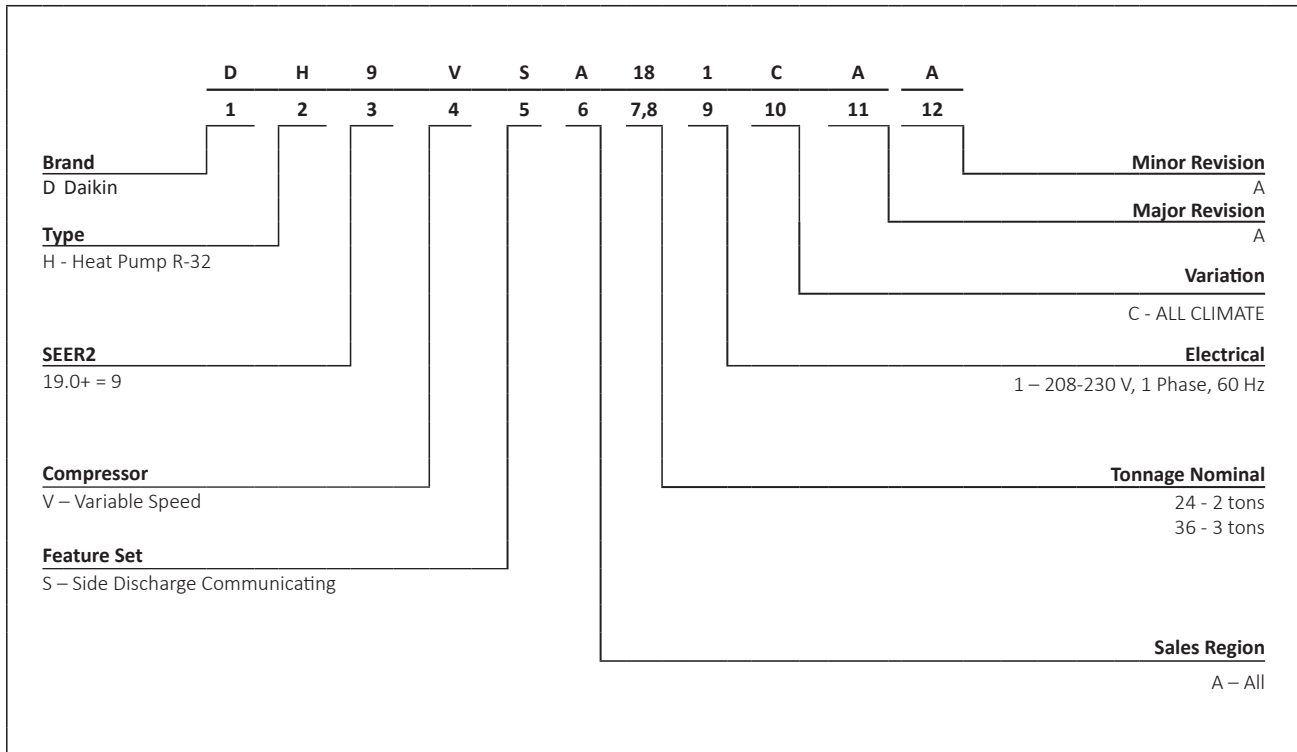 D H 9 V S A 18 1 C A A
1 2 3 4 5 6 7,8 9 10 11 12
Brand
D Daikin
Type
H - Heat Pump R-32
SEER2
19.0+ = 9
Compressor
V – Variable Speed
Feature Set
S – Side Discharge Communicating
Minor Revision
A
Major Revision
A
Variation
C - ALL CLIMATE
Electrical
1 – 208-230 V, 1 Phase, 60 Hz
Tonnage Nominal
24 - 2 tons
36 - 3 tons
Sales Region
A – All